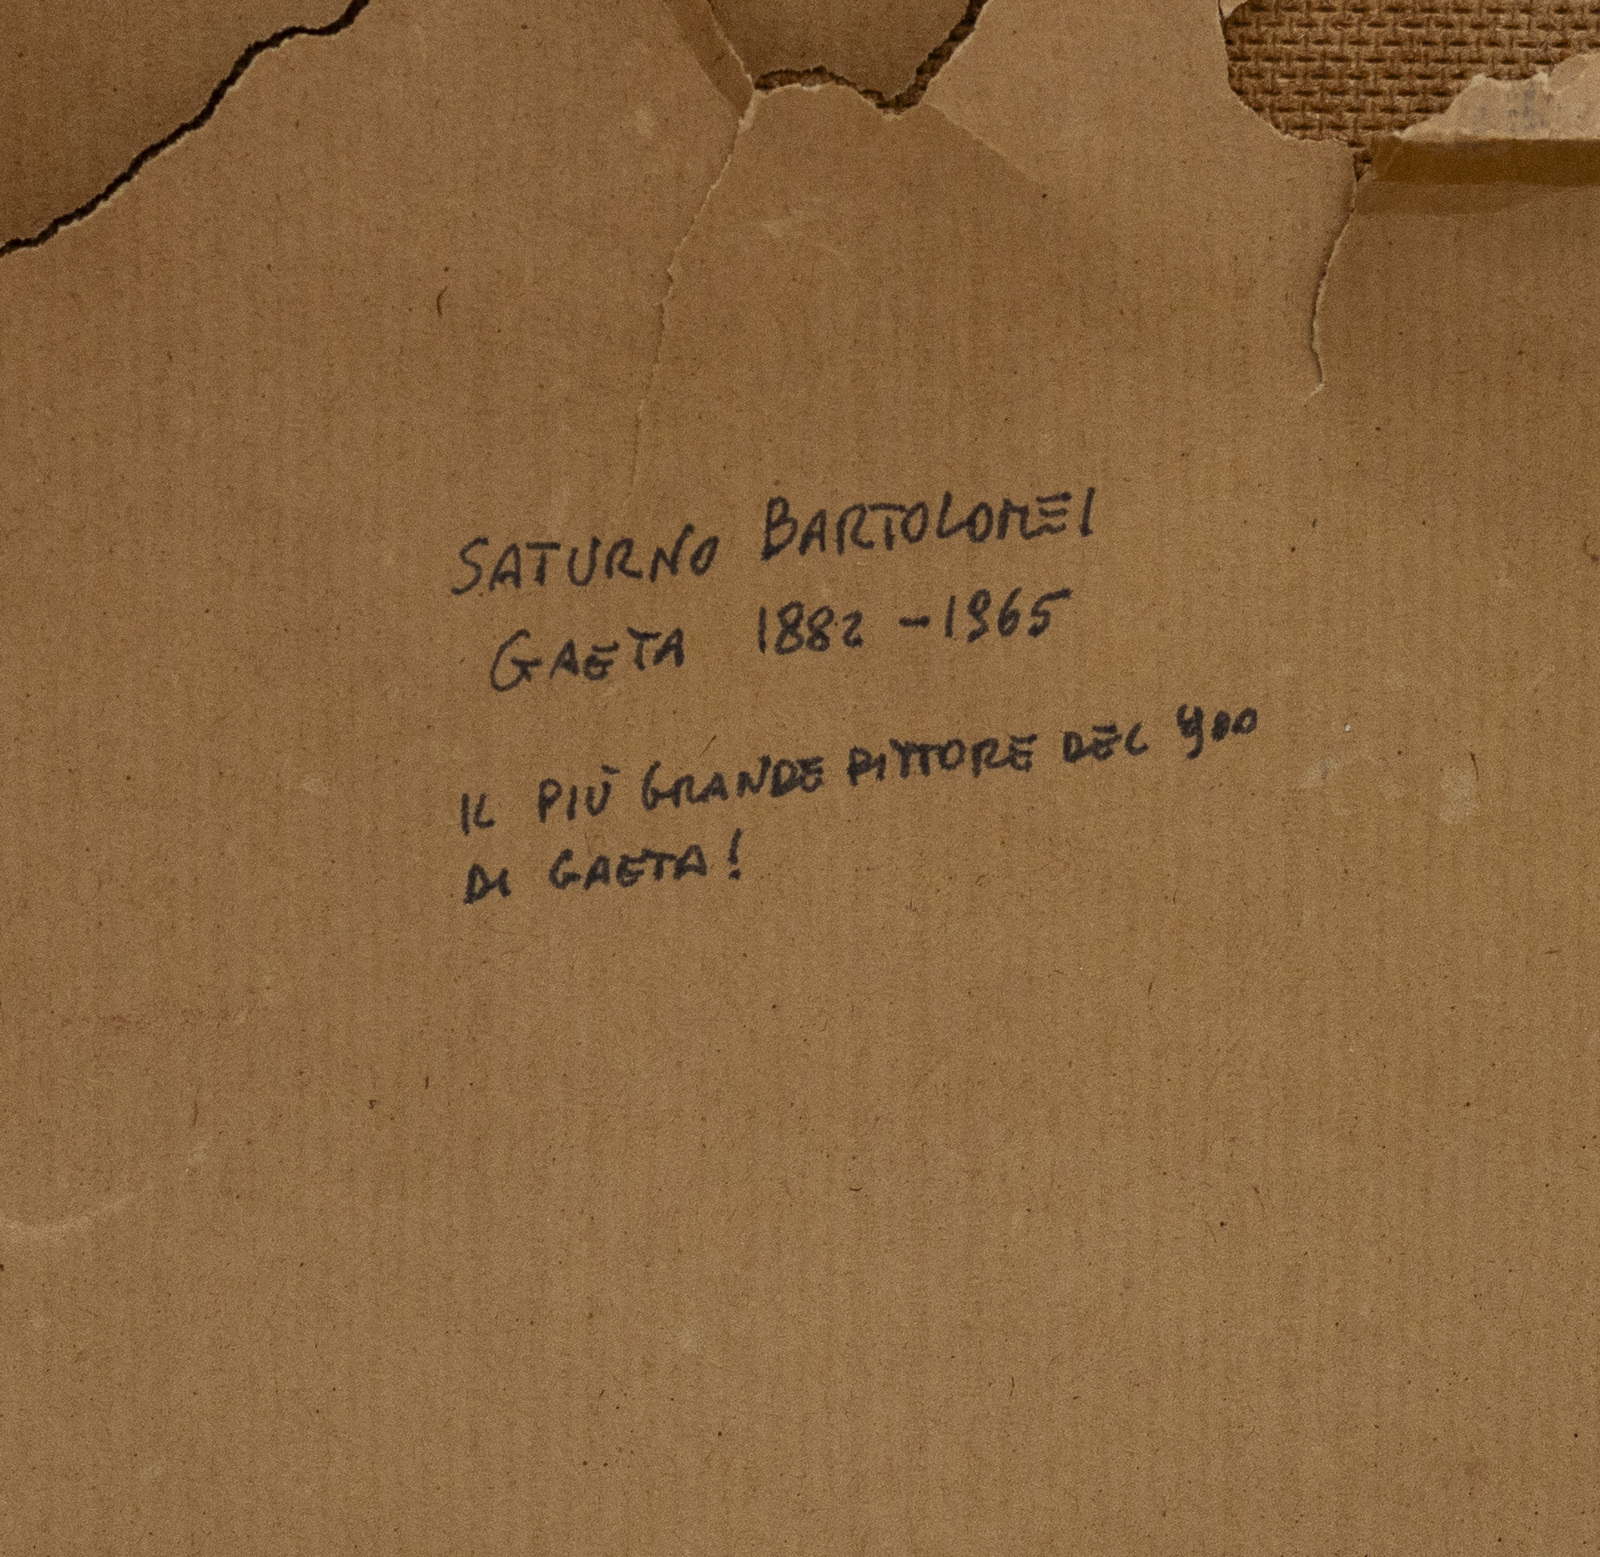 SATURNO BARTOLOMEI
GAETA 1882 - 1965
IL PIÙ GRANDE PITTORE DEL 900
DI GAETA!